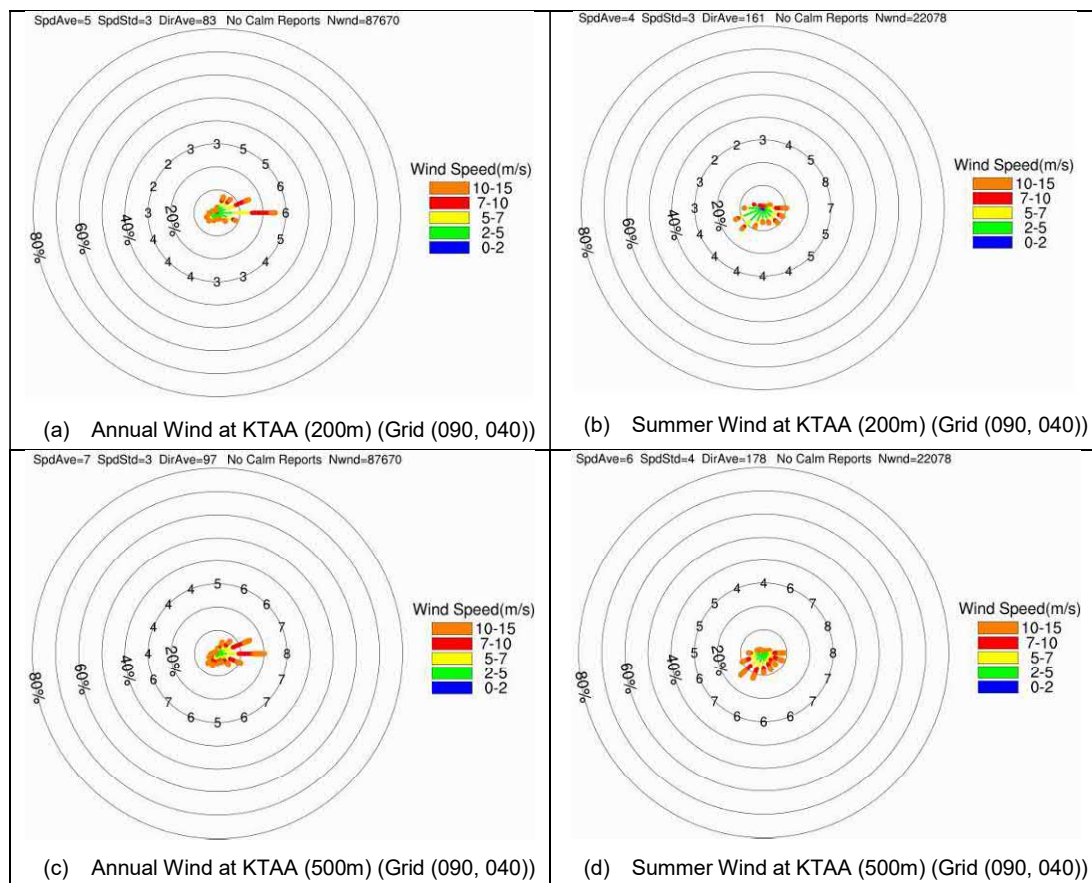 SpdAve=5 SpdStd=3 DirAve=83 No Calm Reports Nwnd=87670
3 3 5
2 5
2 6
3 6
4 5
4 4
4 3 4
20%
40%
60%
80%
Wind Speed(m/s)
10-15
7-10
5-7
2-5
0-2
(a) Annual Wind at KTAA (200m) (Grid (090, 040))
SpdAve=4 SpdStd=3 DirAve=161 No Calm Reports Nwnd=22078
2 3 4
2 5
3 8
3 7
4 5
4 5
4 4 4
20%
40%
60%
80%
Wind Speed(m/s)
10-15
7-10
5-7
2-5
0-2
(b) Summer Wind at KTAA (200m) (Grid (090, 040))
SpdAve=7 SpdStd=3 DirAve=97 No Calm Reports Nwnd=87670
4 5 6
4 6
4 7
4 8
6 7
7 7
6 5 6
20%
40%
60%
80%
Wind Speed(m/s)
10-15
7-10
5-7
2-5
0-2
(c) Annual Wind at KTAA (500m) (Grid (090, 040))
SpdAve=6 SpdStd=4 DirAve=178 No Calm Reports Nwnd=22078
4 4 6
5 7
5 7
5 8
6 7
7 7
6 6 6
20%
40%
60%
80%
Wind Speed(m/s)
10-15
7-10
5-7
2-5
0-2
(d) Summer Wind at KTAA (500m) (Grid (090, 040))